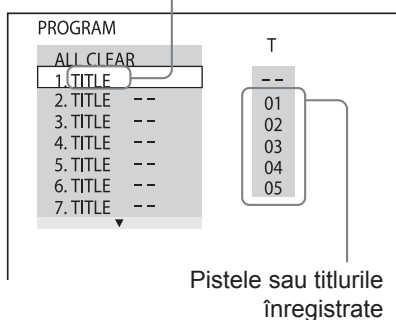 PROGRAM
ALL CLEAR
1. TITLE
2. TITLE – –
3. TITLE – –
4. TITLE – –
5. TITLE – –
6. TITLE – –
7. TITLE – –
T
– –
01
02
03
04
05
Pistele sau titlurile
înregistrate